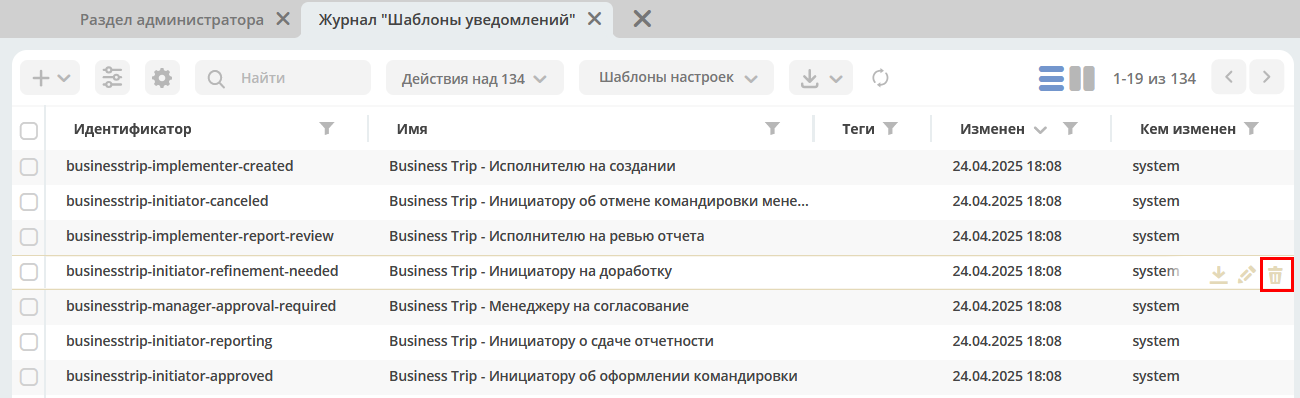 Раздел администратора Журнал "Шаблоны уведомлений"
Найти Действия над 134 Шаблоны настроек 1-19 из 134
Идентификатор Имя Теги Изменен Кем изменен
businesstrip-implementer-created Business Trip - Исполнителю на создании 24.04.2025 18:08 system
businesstrip-initiator-canceled Business Trip - Инициатору об отмене командировки мене... 24.04.2025 18:08 system
businesstrip-implementer-report-review Business Trip - Исполнителю на ревью отчета 24.04.2025 18:08 system
businesstrip-initiator-refinement-needed Business Trip - Инициатору на доработку 24.04.2025 18:08 system
businesstrip-manager-approval-required Business Trip - Менеджеру на согласование 24.04.2025 18:08 system
businesstrip-initiator-reporting Business Trip - Инициатору о сдаче отчетности 24.04.2025 18:08 system
businesstrip-initiator-approved Business Trip - Инициатору об оформлении командировки 24.04.2025 18:08 system